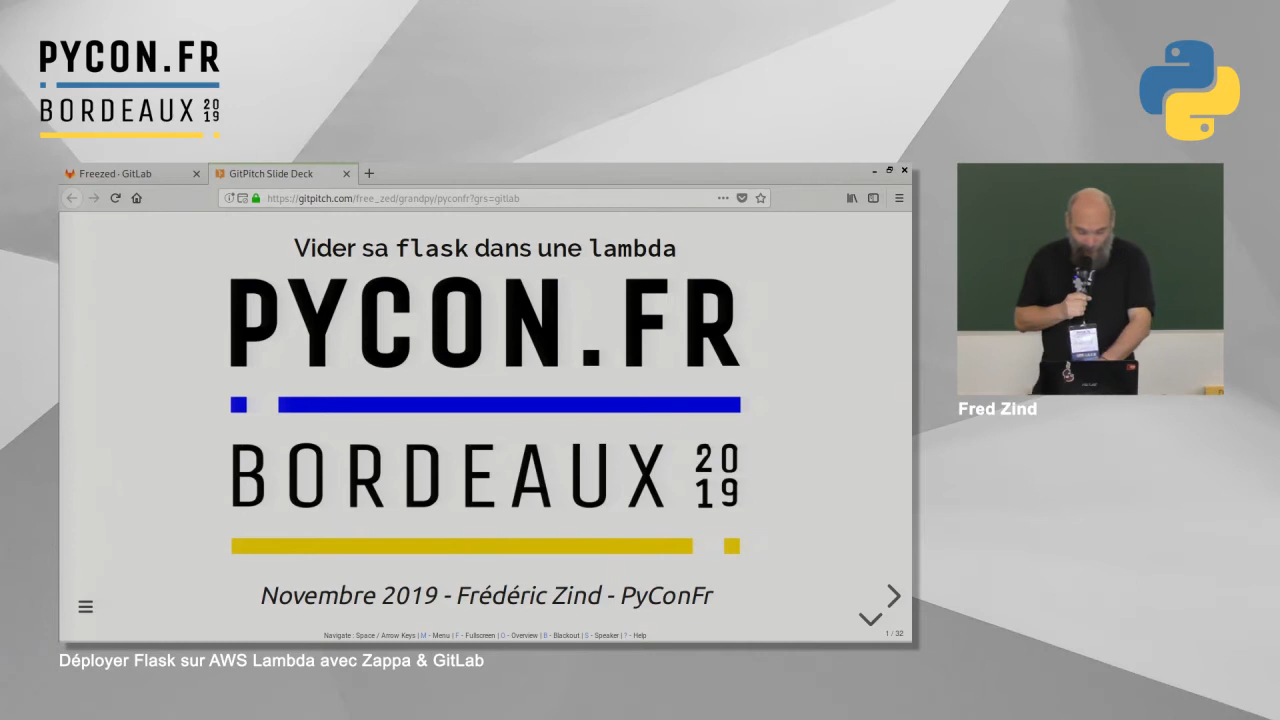 PYCON.FR
BORDEAUX 2019
Freezed · GitLab
GitPitch Slide Deck
https://gitpitch.com/free_zed/grandpy/pyconfr?grs=gitlab
Vider sa flask dans une lambda
PYCON.FR
BORDEAUX 2019
Novembre 2019 - Frédéric Zind - PyConFr
Navigate : Space / Arrow Keys | M - Menu | F - Fullscreen | O - Overview | B - Blackout | S - Speaker | ? - Help
1 / 32
Fred Zind
Déployer Flask sur AWS Lambda avec Zappa & GitLab